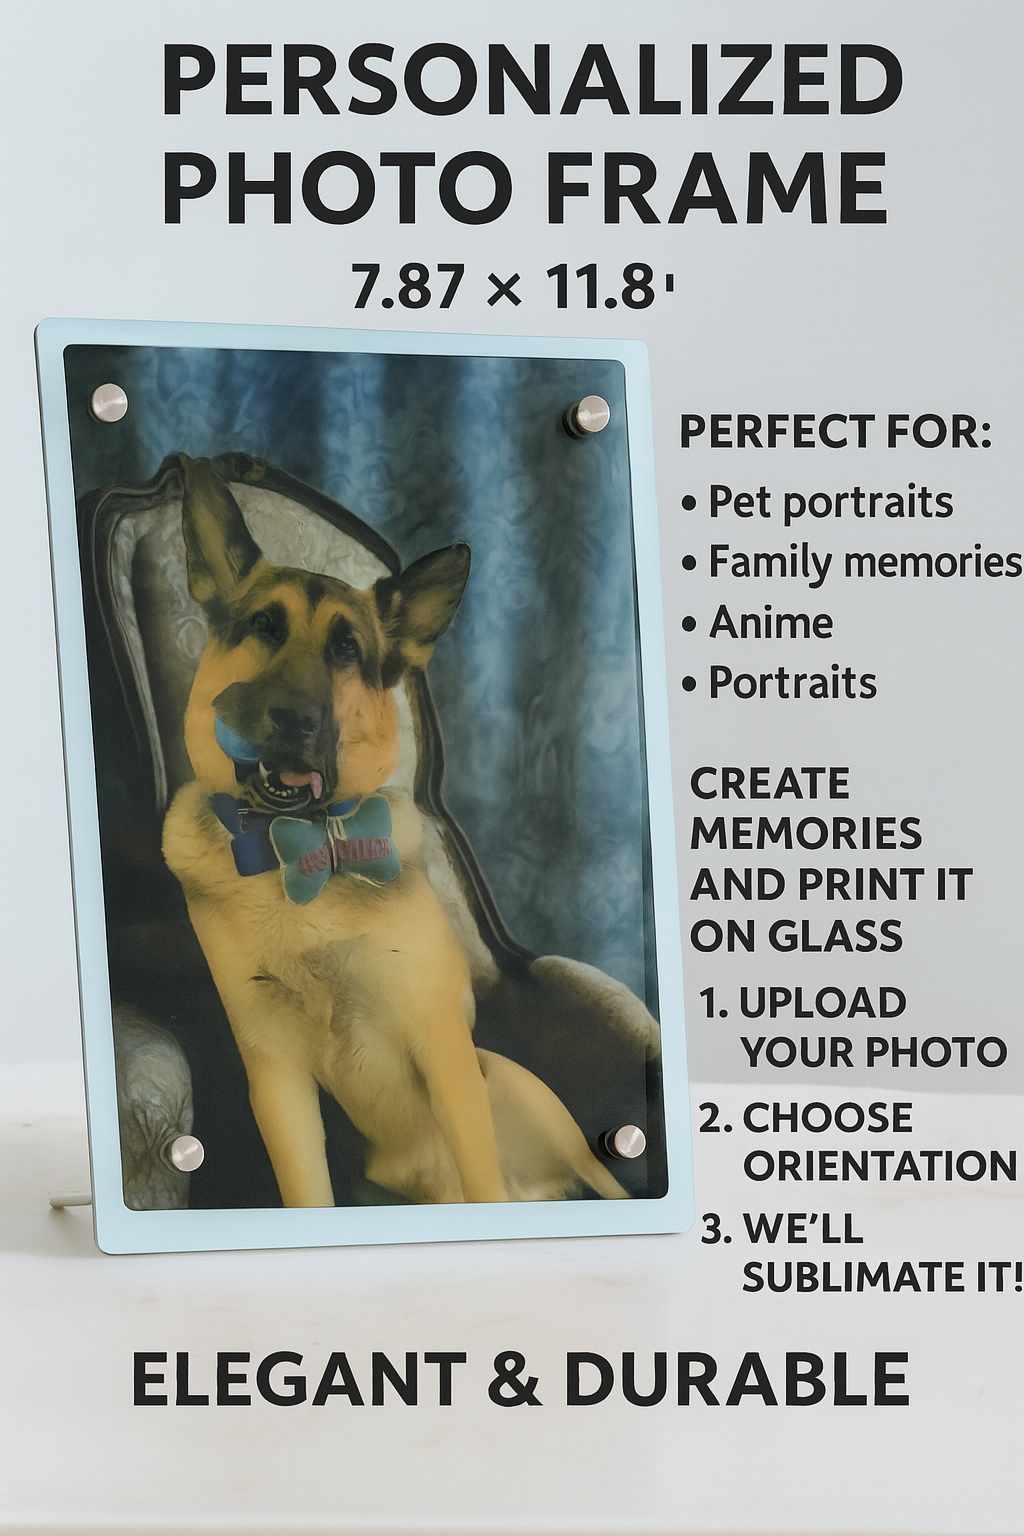 PERSONALIZED
PHOTO FRAME
7.87 × 11.8'
PERFECT FOR:
• Pet portraits
• Family memories
• Anime
• Portraits
CREATE
MEMORIES
AND PRINT IT
ON GLASS
1. UPLOAD
YOUR PHOTO
2. CHOOSE
ORIENTATION
3. WE'LL
SUBLIMATE IT!
ELEGANT & DURABLE